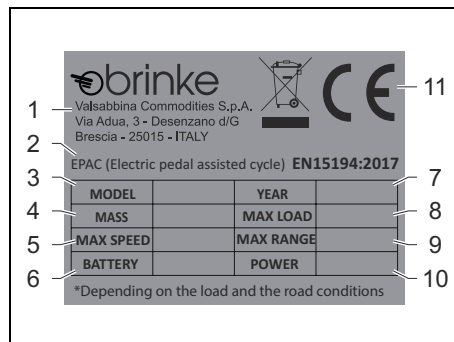 brinke
Valsabbina Commodities S.p.A.
Via Adua, 3 - Desenzano d/G
Brescia - 25015 - ITALY
EPAC (Electric pedal assisted cycle) EN15194:2017
MODEL YEAR
MASS MAX LOAD
MAX SPEED MAX RANGE
BATTERY POWER
*Depending on the load and the road conditions
CE
1
2
3
4
5
6
7
8
9
10
11